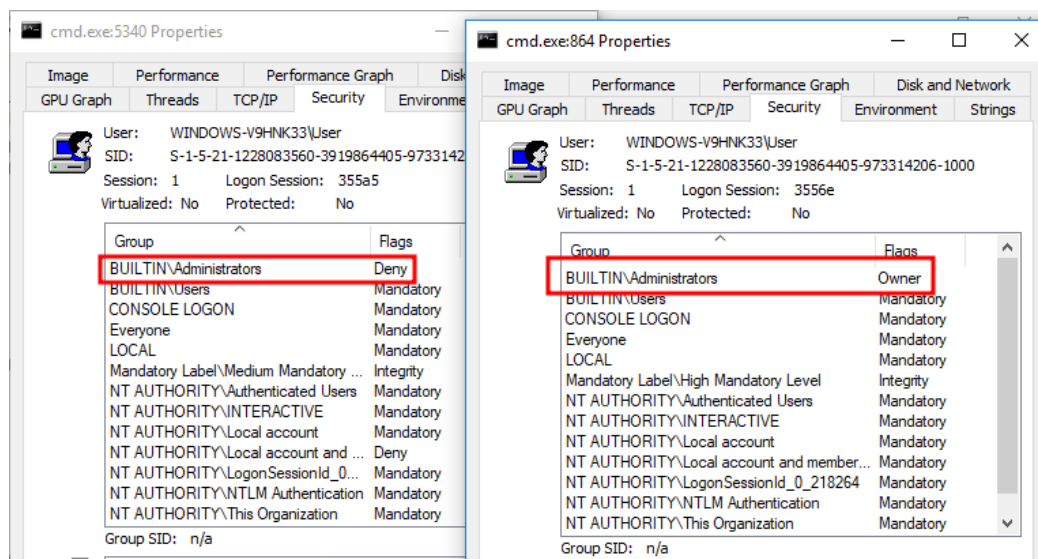 cmd.exe:5340 Properties
Image Performance Performance Graph Disk
GPU Graph Threads TCP/IP Security Environme
User: WINDOWS-V9HNK33\User
SID: S-1-5-21-1228083560-3919864405-9733142
Session: 1 Logon Session: 355a5
Virtualized: No Protected: No
Group Flags
BUILTIN\Administrators Deny
BUILTIN\Users Mandatory
CONSOLE LOGON Mandatory
Everyone Mandatory
LOCAL Mandatory
Mandatory Label\Medium Mandatory ... Integrity
NT AUTHORITY\Authenticated Users Mandatory
NT AUTHORITY\INTERACTIVE Mandatory
NT AUTHORITY\Local account Mandatory
NT AUTHORITY\Local account and ... Deny
NT AUTHORITY\LogonSessionId_0... Mandatory
NT AUTHORITY\NTLM Authentication Mandatory
NT AUTHORITY\This Organization Mandatory
Group SID: n/a
cmd.exe:864 Properties
Image Performance Performance Graph Disk and Network
GPU Graph Threads TCP/IP Security Environment Strings
User: WINDOWS-V9HNK33\User
SID: S-1-5-21-1228083560-3919864405-973314206-1000
Session: 1 Logon Session: 3556e
Virtualized: No Protected: No
Group Flags
BUILTIN\Administrators Owner
BUILTIN\Users Mandatory
CONSOLE LOGON Mandatory
Everyone Mandatory
LOCAL Mandatory
Mandatory Label\High Mandatory Level Integrity
NT AUTHORITY\Authenticated Users Mandatory
NT AUTHORITY\INTERACTIVE Mandatory
NT AUTHORITY\Local account Mandatory
NT AUTHORITY\Local account and member... Mandatory
NT AUTHORITY\LogonSessionId_0_218264 Mandatory
NT AUTHORITY\NTLM Authentication Mandatory
NT AUTHORITY\This Organization Mandatory
Group SID: n/a